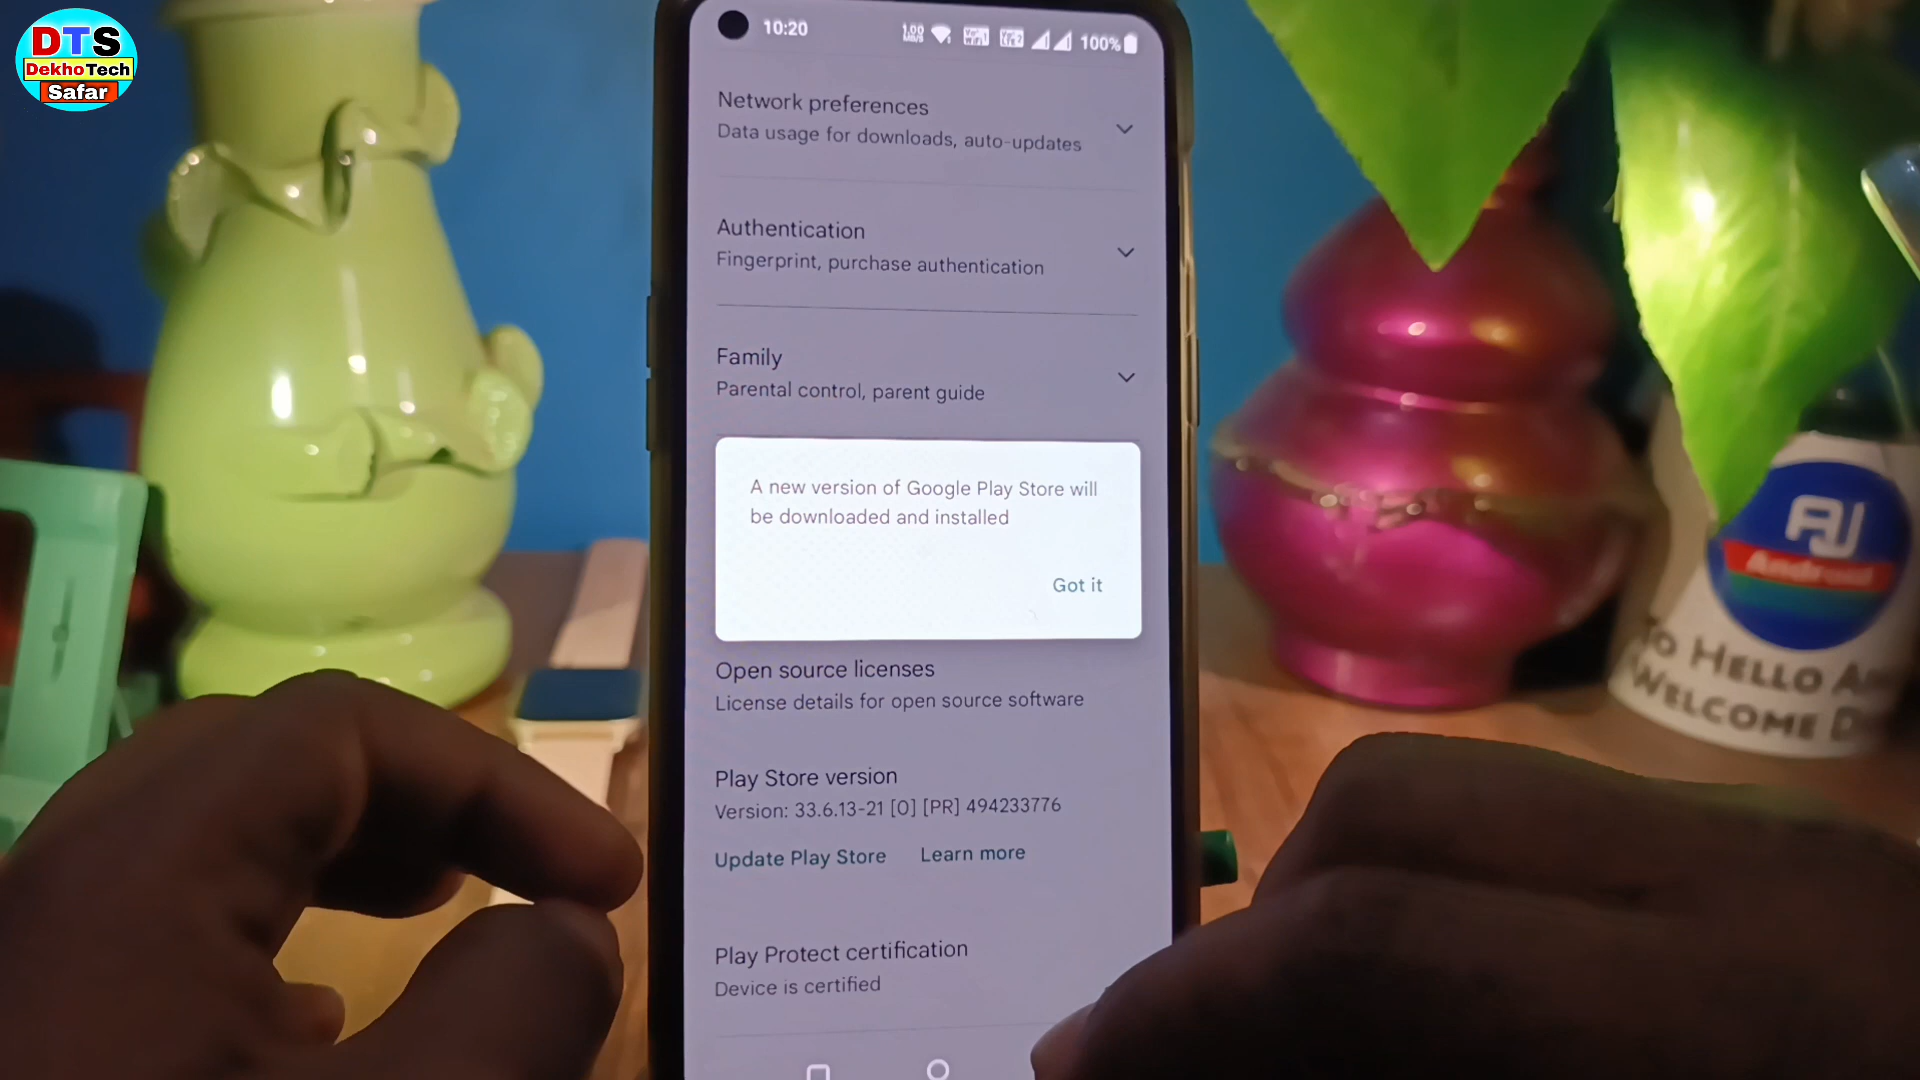 DTS
DekhoTech
Safar
10:20
100%
Network preferences
Data usage for downloads, auto-updates
Authentication
Fingerprint, purchase authentication
Family
Parental control, parent guide
A new version of Google Play Store will
be downloaded and installed
Got it
Open source licenses
License details for open source software
Play Store version
Version: 33.6.13-21 [0] [PR] 494233776
Update Play Store
Learn more
Play Protect certification
Device is certified
AJ
Android
To HELLO
WELCOME